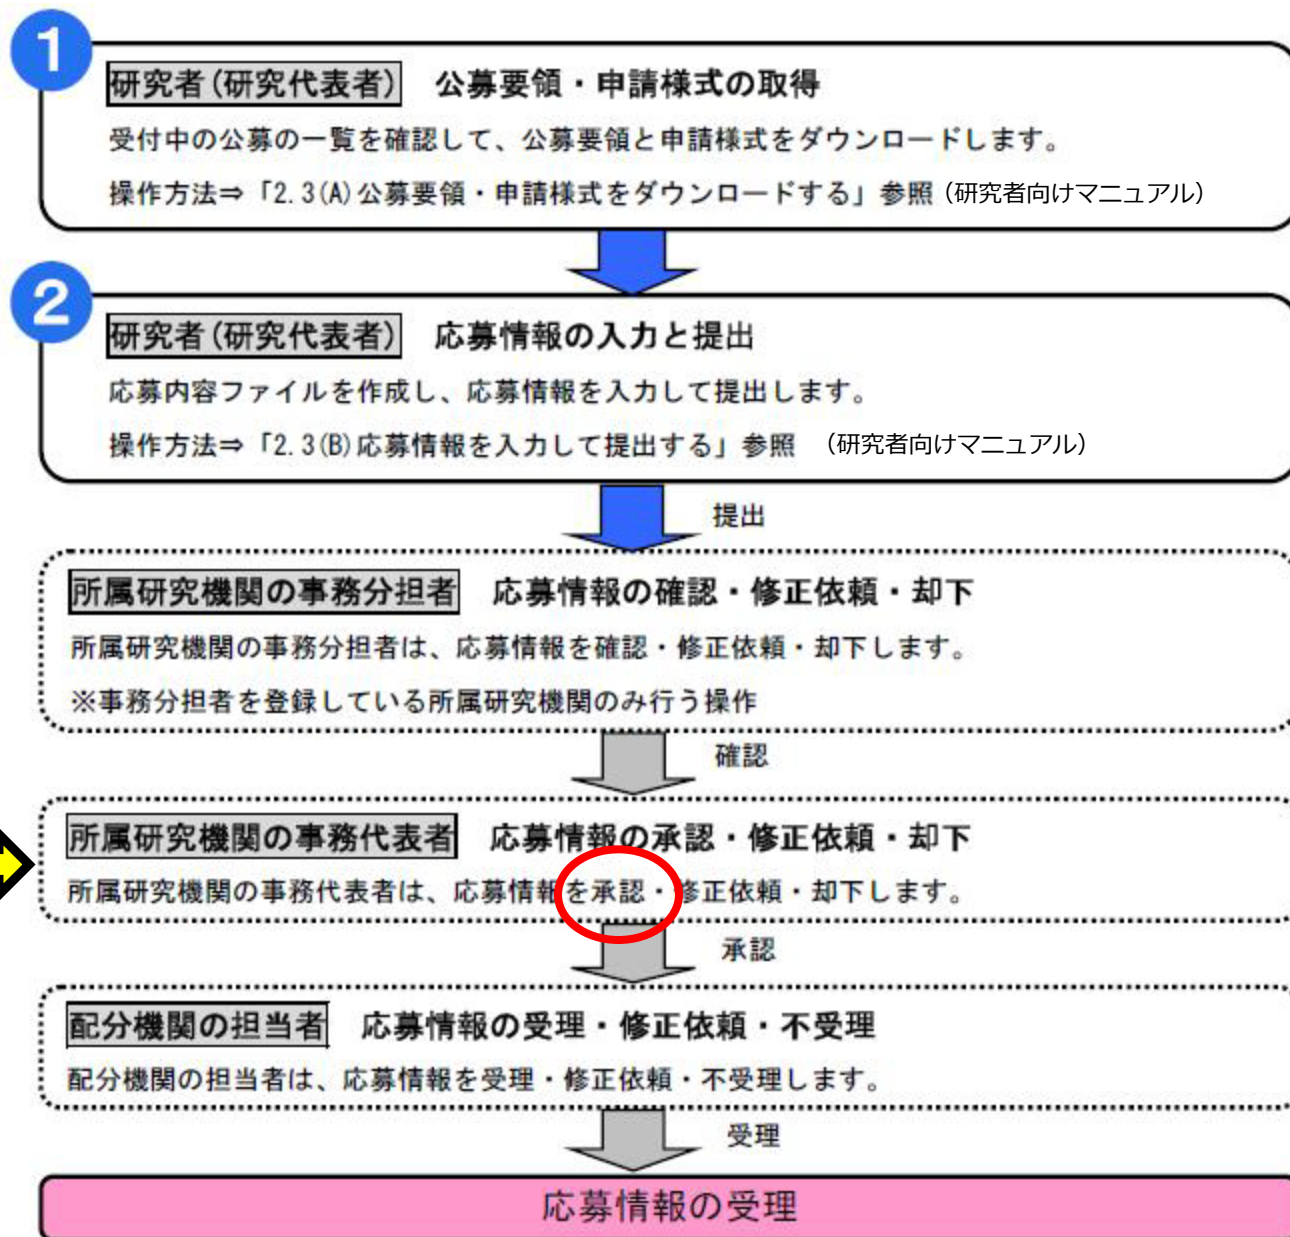 1
研究者(研究代表者) 公募要領・申請様式の取得
受付中の公募の一覧を確認して、公募要領と申請様式をダウンロードします。
操作方法⇒「2.3(A)公募要領・申請様式をダウンロードする」参照（研究者向けマニュアル）
2
研究者(研究代表者) 応募情報の入力と提出
応募内容ファイルを作成し、応募情報を入力して提出します。
操作方法⇒「2.3(B)応募情報を入力して提出する」参照 （研究者向けマニュアル）
提出
所属研究機関の事務分担者 応募情報の確認・修正依頼・却下
所属研究機関の事務分担者は、応募情報を確認・修正依頼・却下します。
※事務分担者を登録している所属研究機関のみ行う操作
確認
所属研究機関の事務代表者 応募情報の承認・修正依頼・却下
所属研究機関の事務代表者は、応募情報を承認・修正依頼・却下します。
承認
配分機関の担当者 応募情報の受理・修正依頼・不受理
配分機関の担当者は、応募情報を受理・修正依頼・不受理します。
受理
応募情報の受理